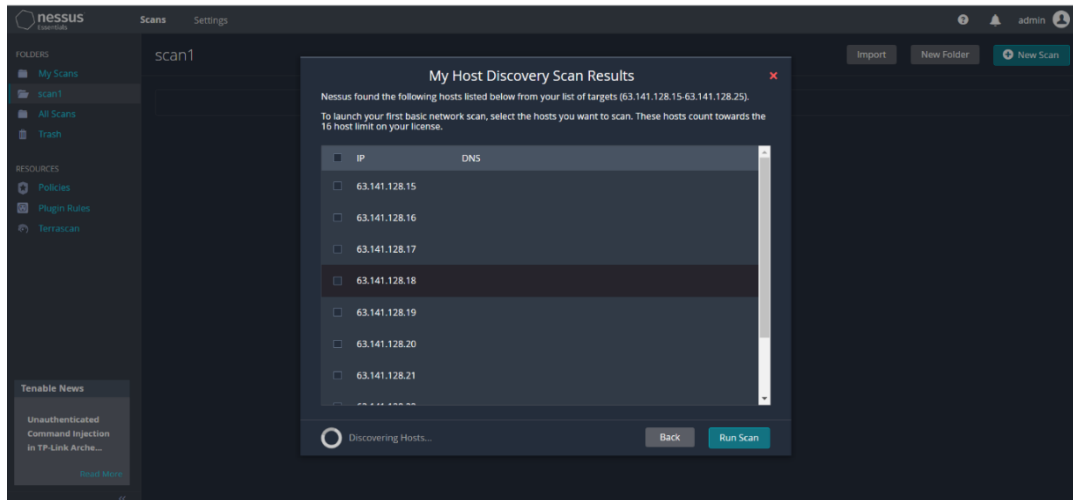 nessus Essentials Scans Settings admin
FOLDERS
My Scans
scan1
All Scans
Trash
RESOURCES
Policies
Plugin Rules
Terrascan
Tenable News
Unauthenticated
Command Injection
in TP-Link Arche...
Read More
scan1
Import New Folder New Scan
My Host Discovery Scan Results
Nessus found the following hosts listed below from your list of targets (63.141.128.15-63.141.128.25).
To launch your first basic network scan, select the hosts you want to scan. These hosts count towards the
16 host limit on your license.
IP DNS
63.141.128.15
63.141.128.16
63.141.128.17
63.141.128.18
63.141.128.19
63.141.128.20
63.141.128.21
Discovering Hosts... Back Run Scan